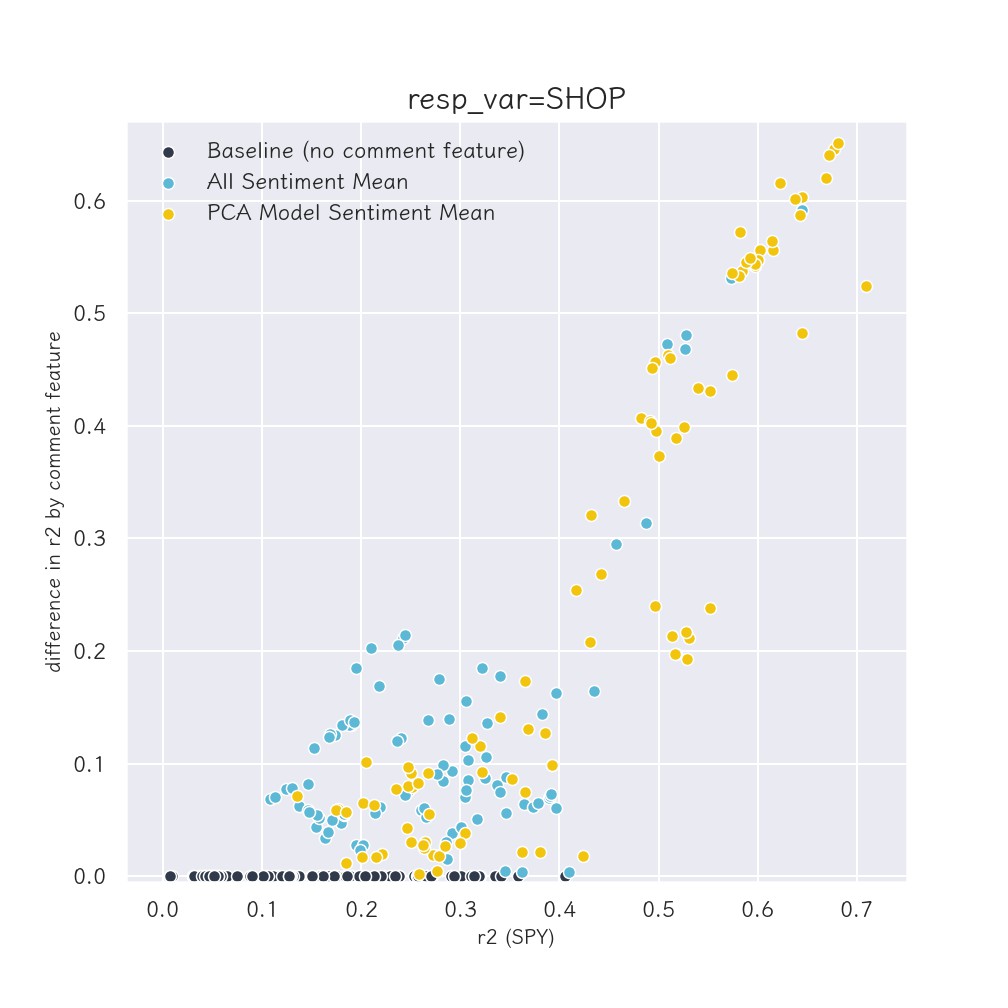 resp_var=SHOP
Baseline (no comment feature)
All Sentiment Mean
PCA Model Sentiment Mean
difference in r2 by comment feature
0.6
0.5
0.4
0.3
0.2
0.1
0.0
0.0 0.1 0.2 0.3 0.4 0.5 0.6 0.7
r2 (SPY)